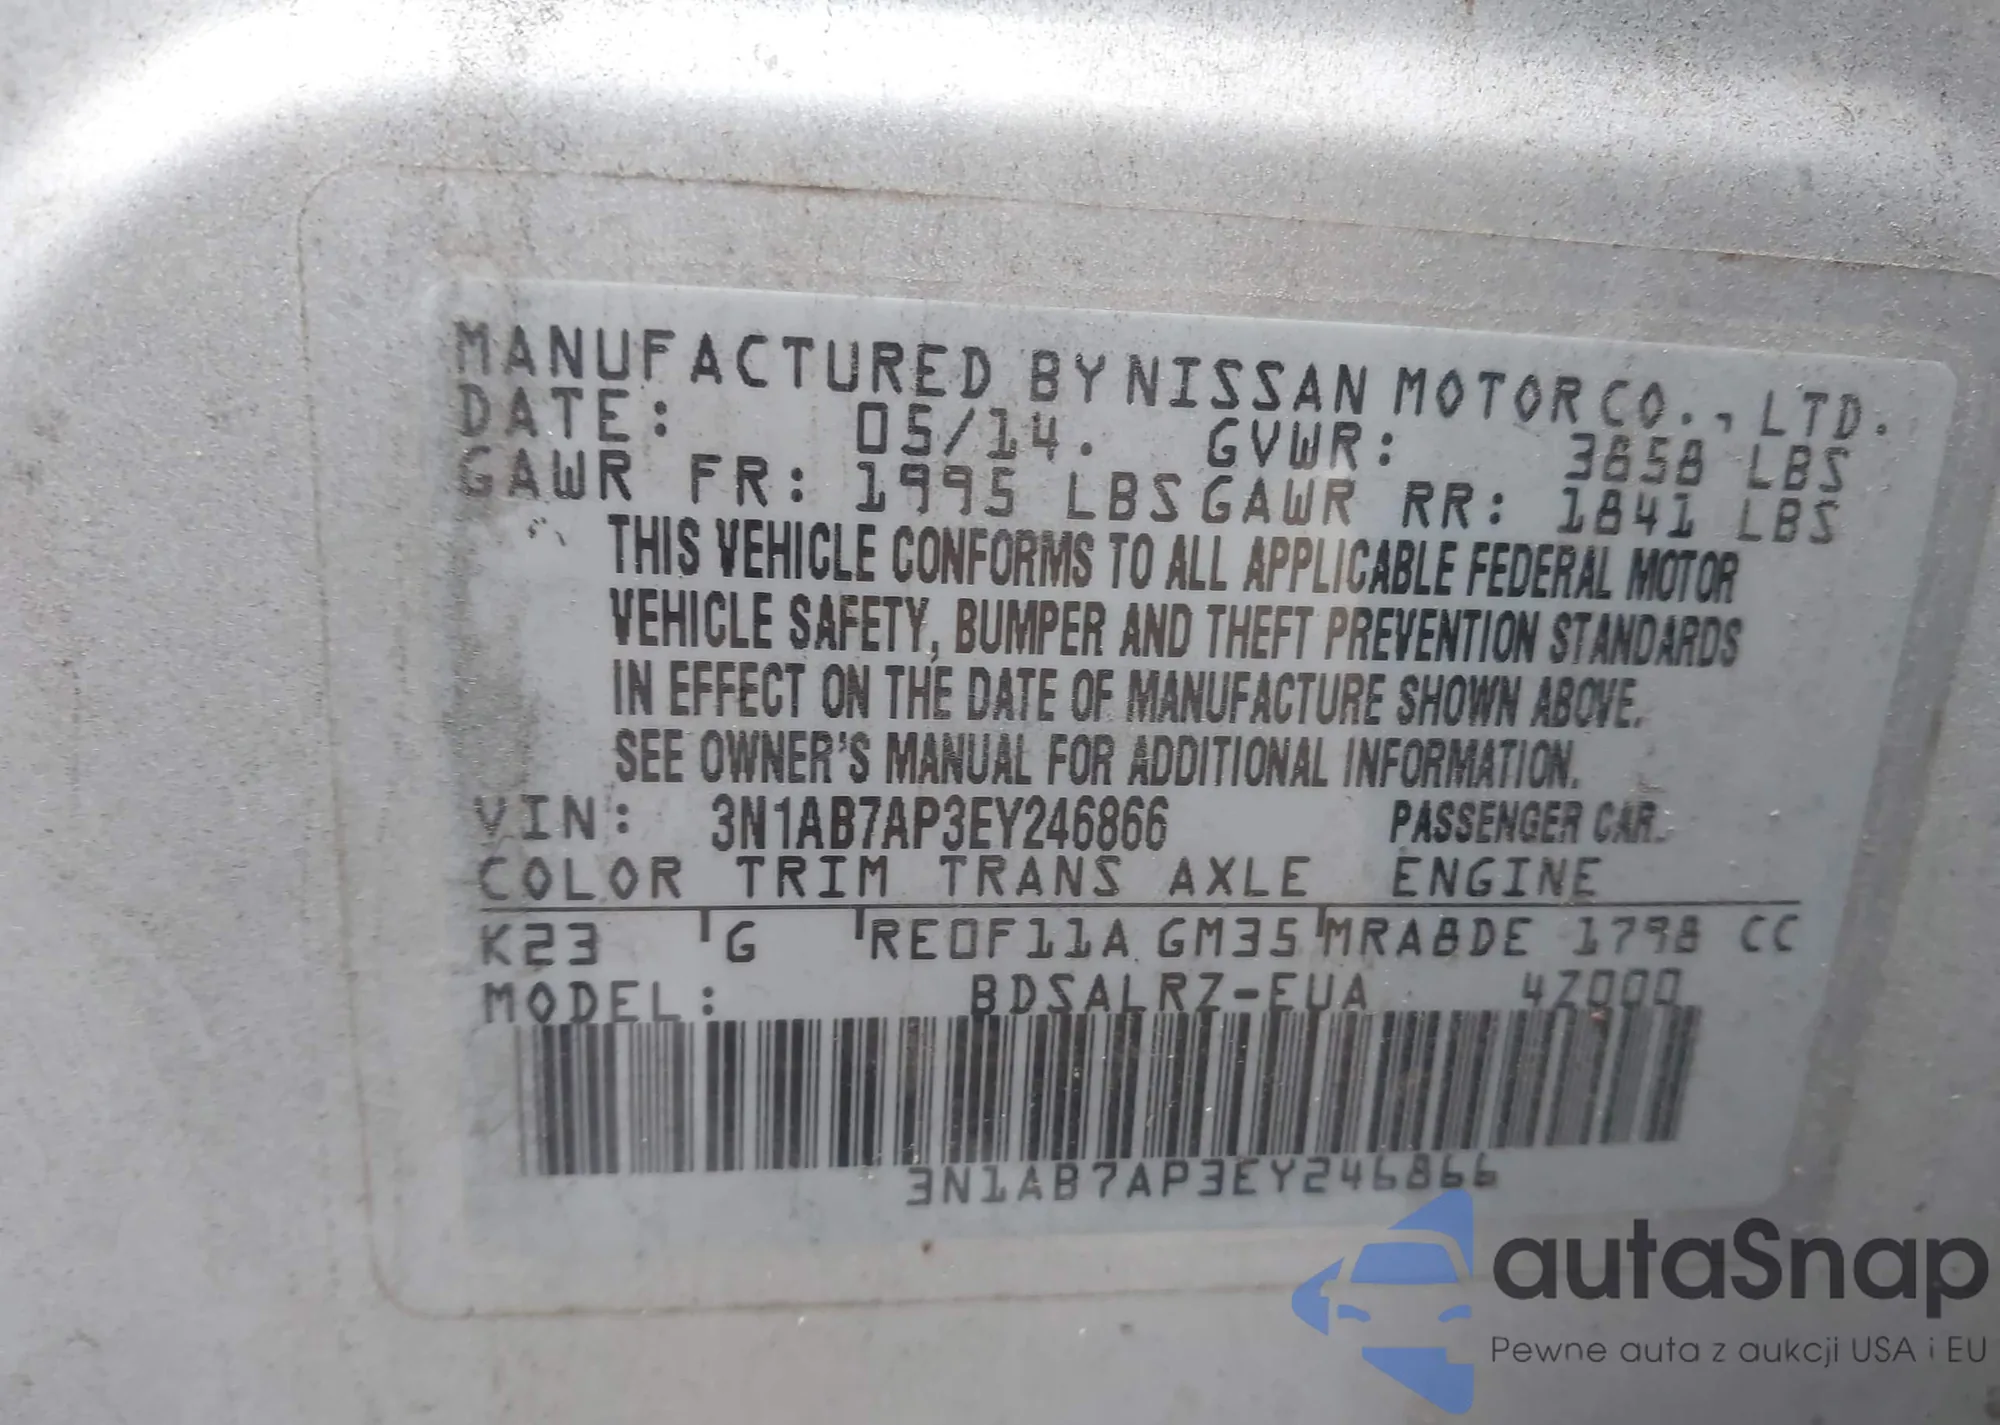 MANUFACTURED BY NISSAN MOTOR CO., LTD.
DATE: 05/14. GVWR: 3858 LBS
GAWR FR: 1995 LBS GAWR RR: 1841 LBS
THIS VEHICLE CONFORMS TO ALL APPLICABLE FEDERAL MOTOR
VEHICLE SAFETY, BUMPER AND THEFT PREVENTION STANDARDS
IN EFFECT ON THE DATE OF MANUFACTURE SHOWN ABOVE.
SEE OWNER'S MANUAL FOR ADDITIONAL INFORMATION.
VIN: 3N1AB7AP3EY246866 PASSENGER CAR.
COLOR TRIM TRANS AXLE ENGINE
K23 G RE0F11A GM35 MRA8DE 1798 CC
MODEL: BDSALRZ-EUA 4Z000
3N1AB7AP3EY246866
autaSnap
Pewne auta z aukcji USA i EU